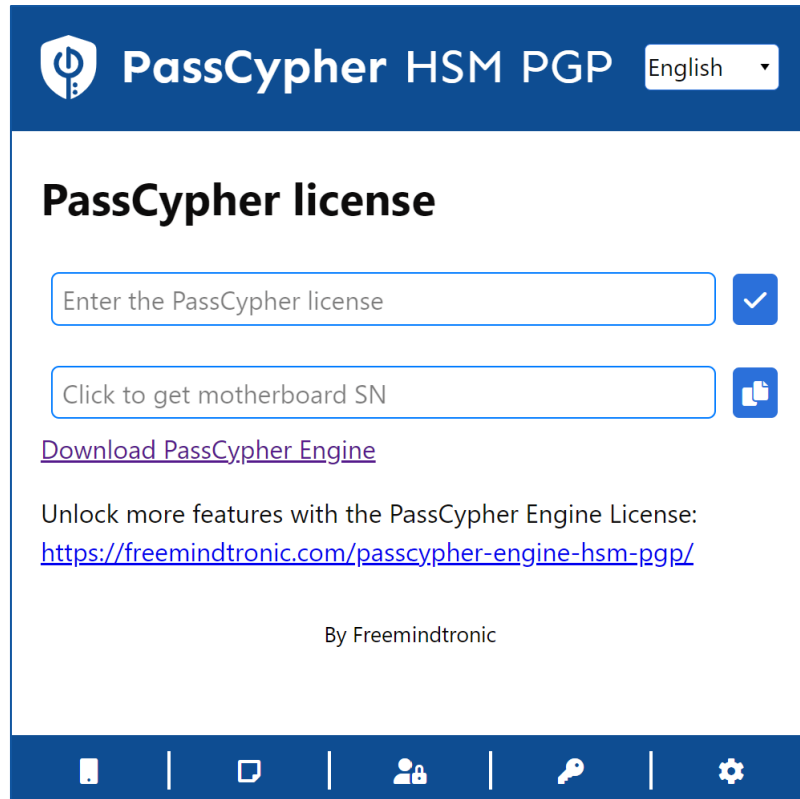 PassCypher HSM PGP
English
PassCypher license
Enter the PassCypher license
Click to get motherboard SN
Download PassCypher Engine
Unlock more features with the PassCypher Engine License:
https://freemindtronic.com/passcypher-engine-hsm-pgp/
By Freemindtronic